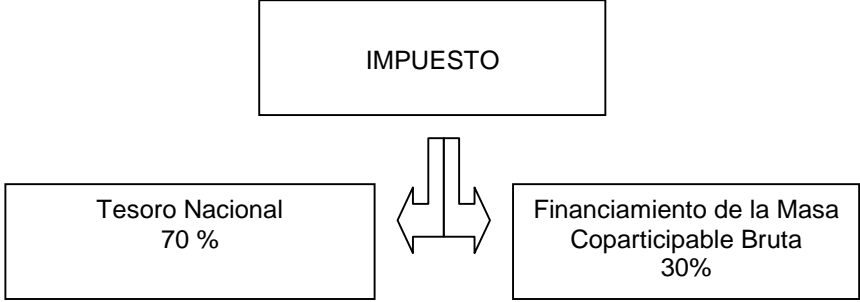 IMPUESTO
Tesoro Nacional
70 %
Financiamiento de la Masa
Coparticipable Bruta
30%